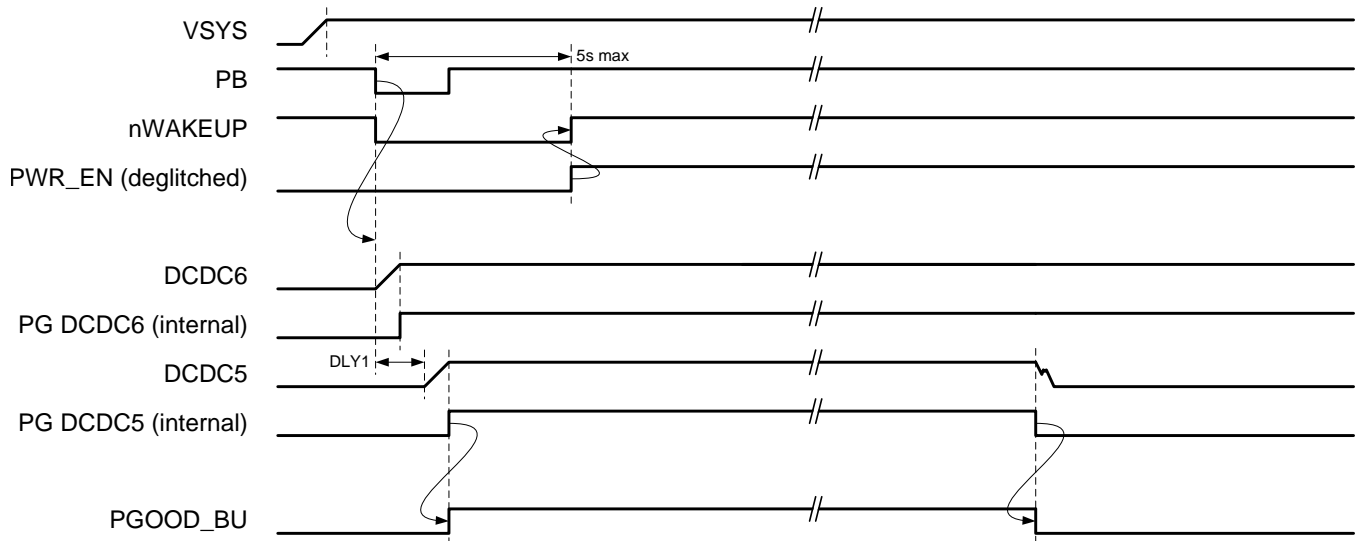 VSYS
5s max
PB
nWAKEUP
PWR_EN (deglitched)
DCDC6
PG DCDC6 (internal)
DLY1
DCDC5
PG DCDC5 (internal)
PGOOD_BU